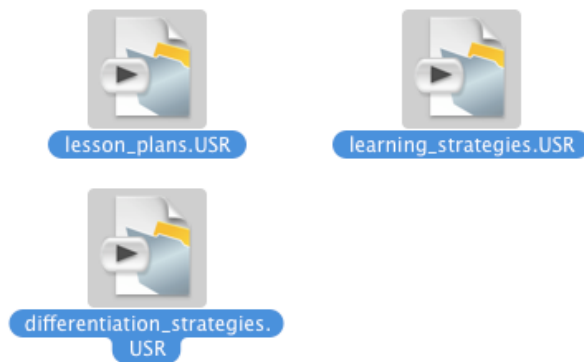 lesson_plans.USR
learning_strategies.USR
differentiation_strategies.
USR